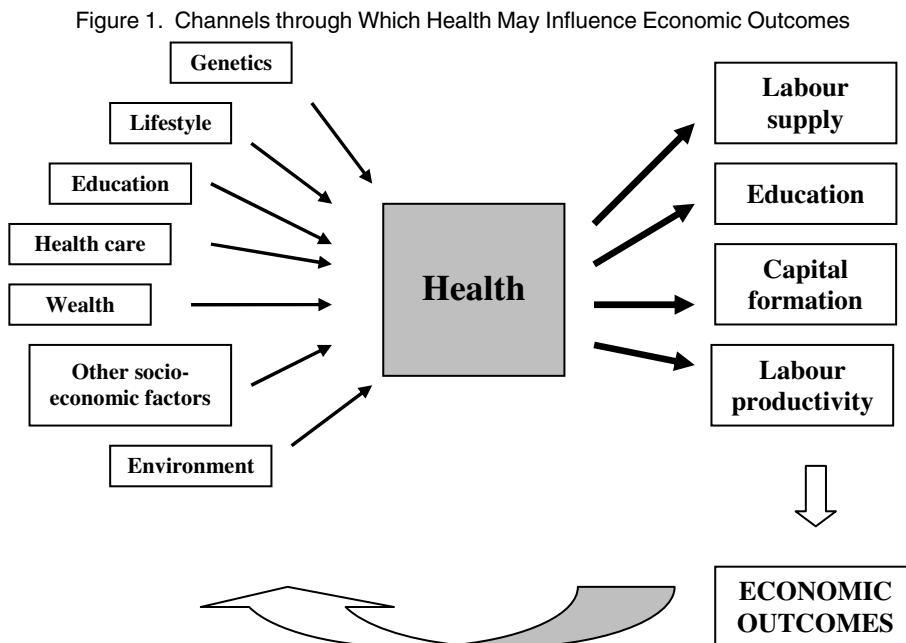 Figure 1. Channels through Which Health May Influence Economic Outcomes
Genetics
Lifestyle
Education
Health care
Wealth
Other socio-
economic factors
Environment
Health
Labour
supply
Education
Capital
formation
Labour
productivity
ECONOMIC
OUTCOMES